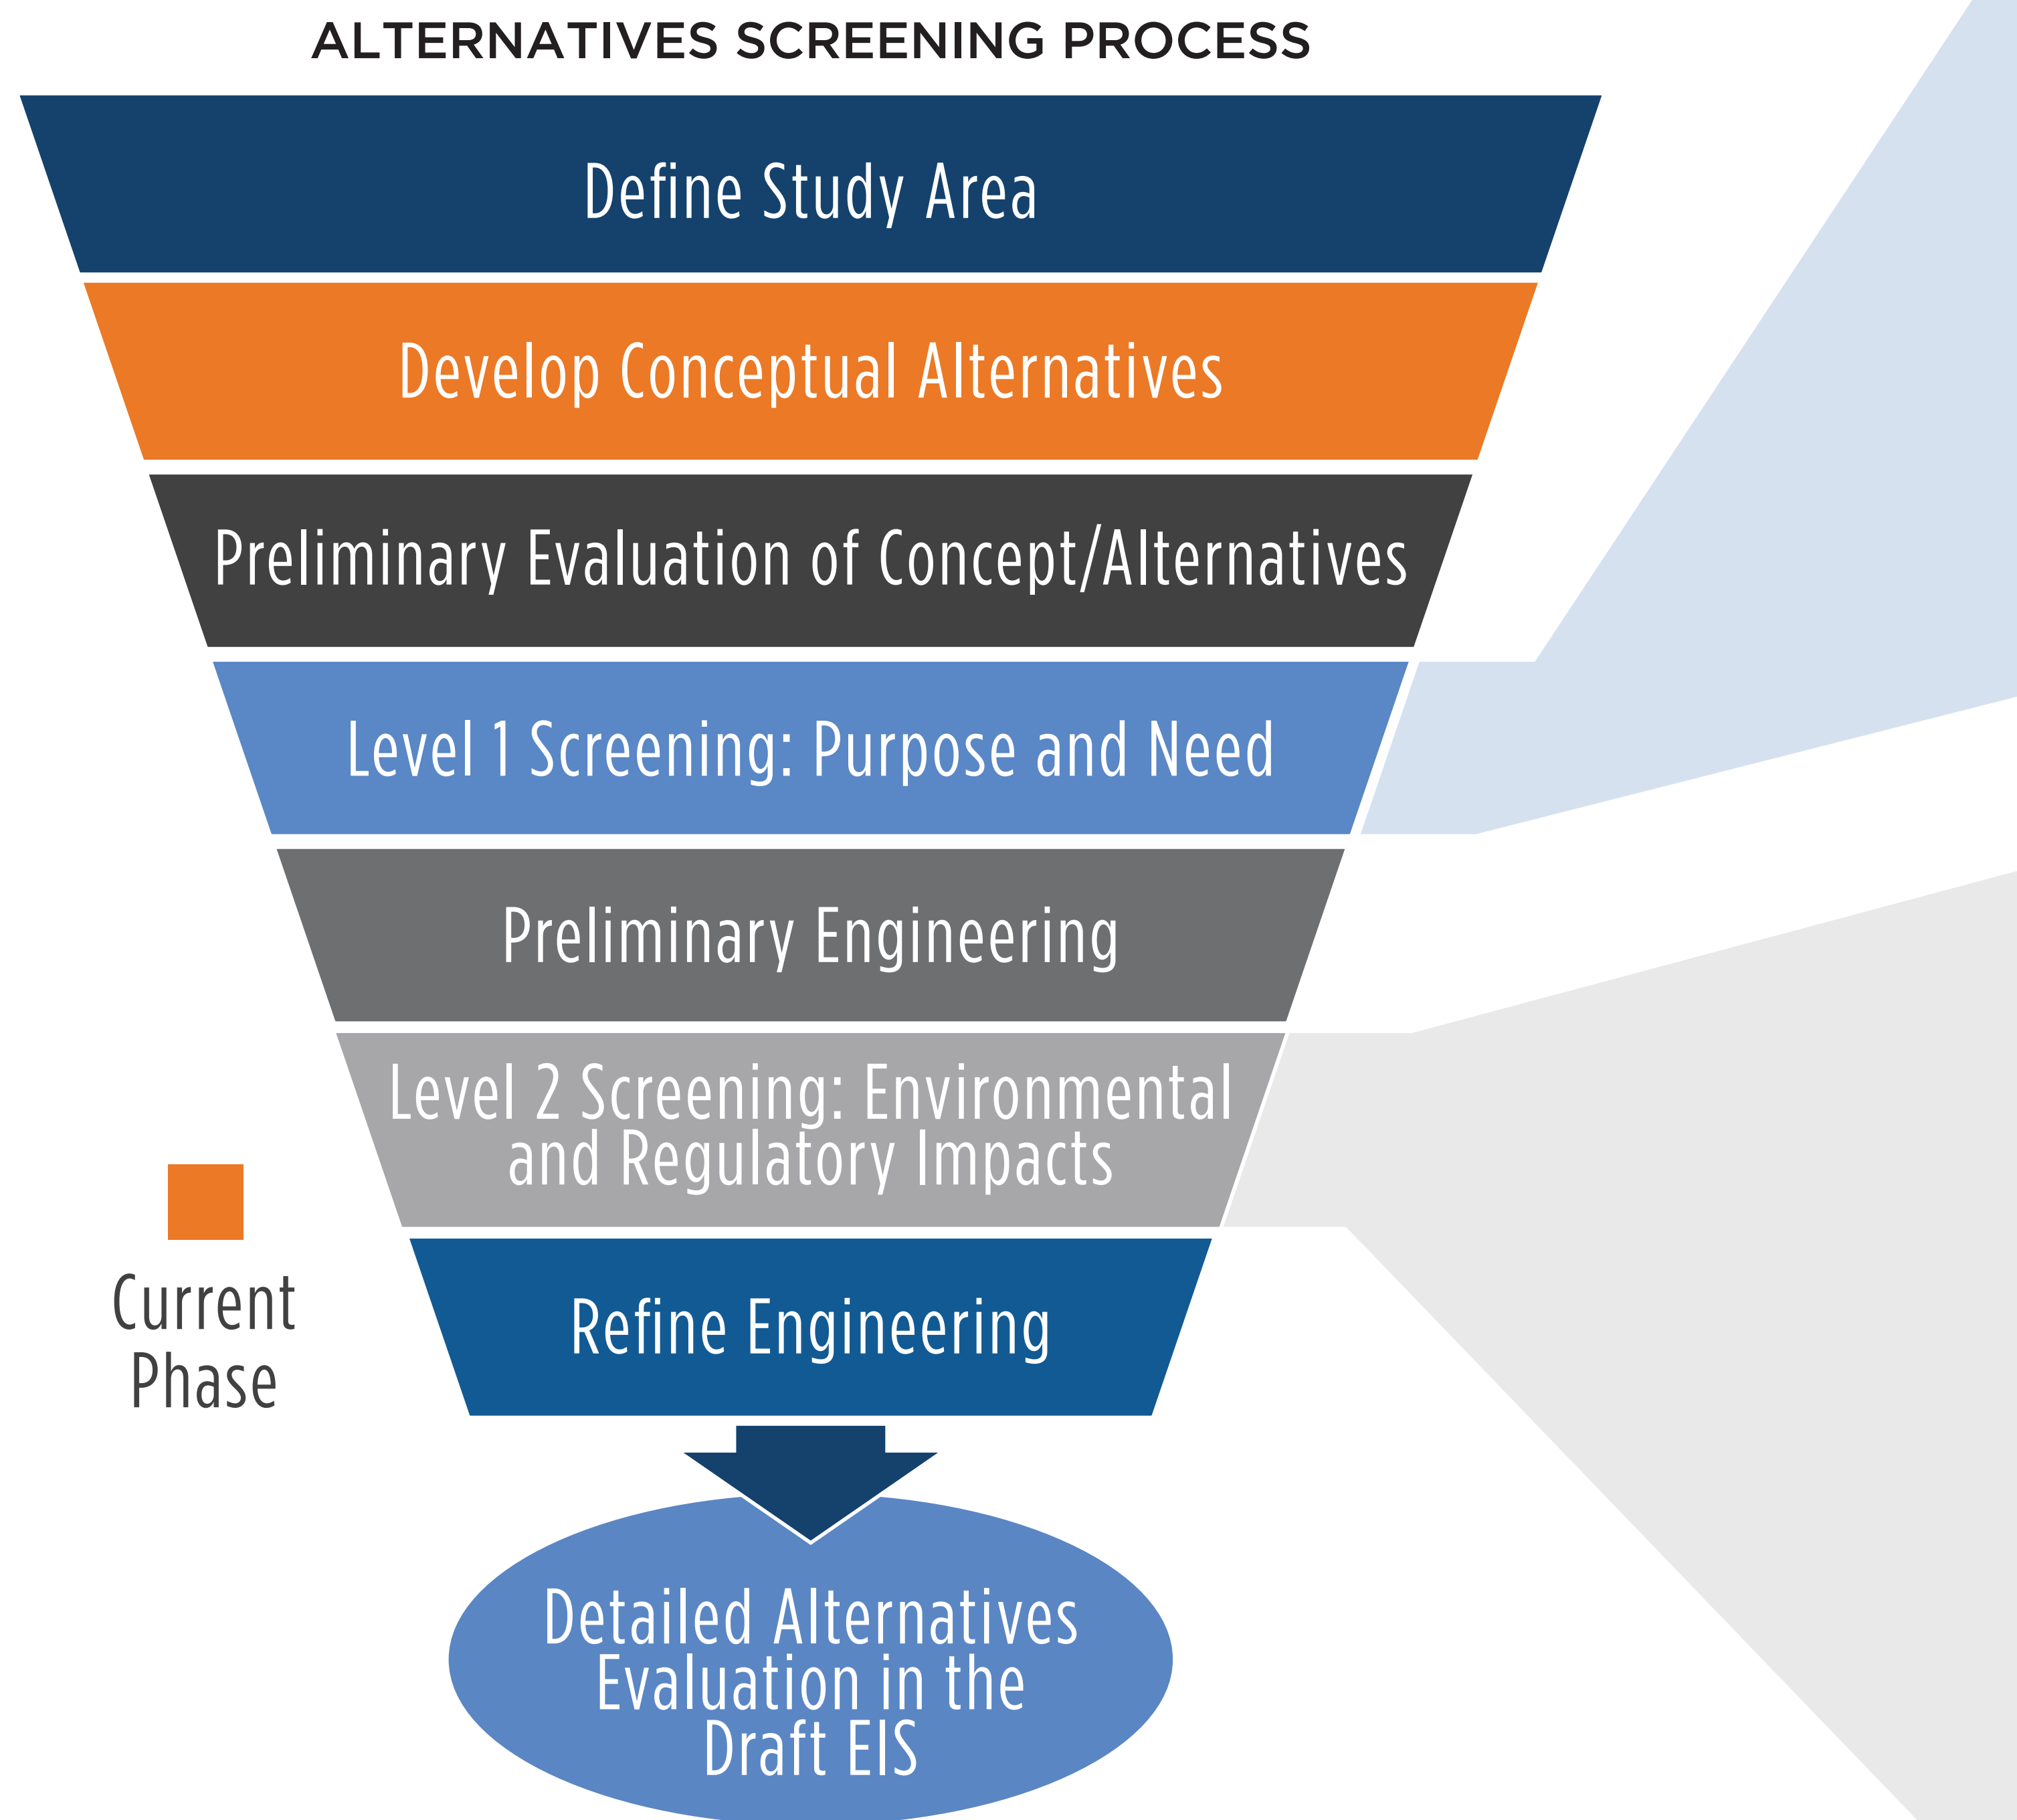 ALTERNATIVES SCREENING PROCESS
Define Study Area
Develop Conceptual Alternatives
Preliminary Evaluation of Concept/Alternatives
Level 1 Screening: Purpose and Need
Preliminary Engineering
Level 2 Screening: Environmental
and Regulatory Impacts
Current
Phase
Refine Engineering
Detailed Alternatives
Evaluation in the
Draft EIS